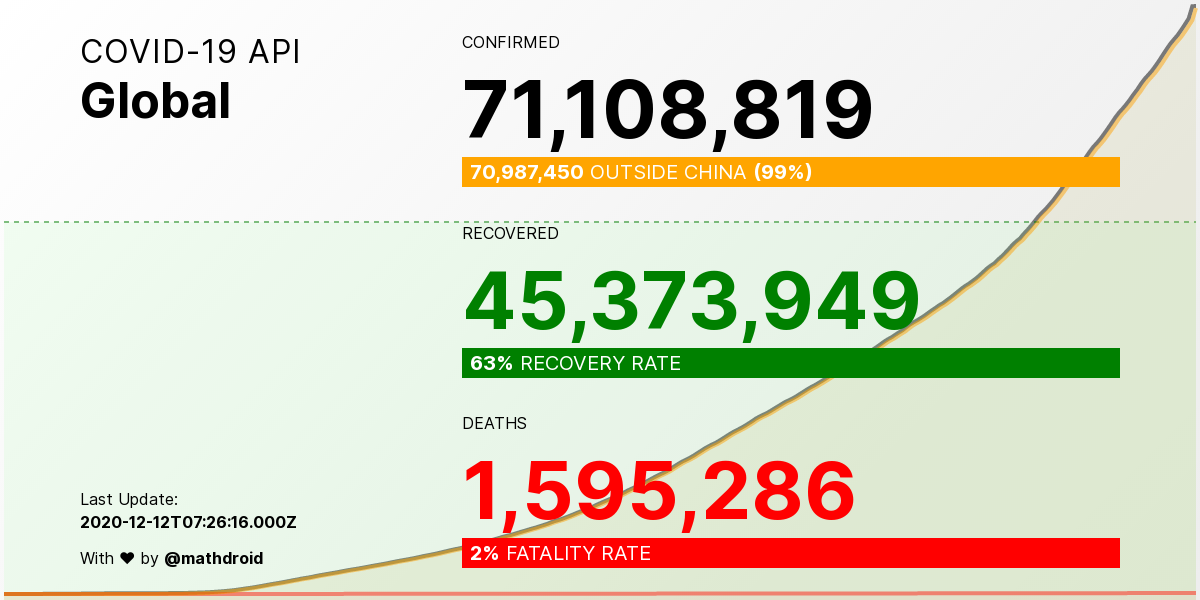 COVID-19 API
Global
CONFIRMED
71,108,819
70,987,450 OUTSIDE CHINA (99%)
RECOVERED
45,373,949
63% RECOVERY RATE
DEATHS
1,595,286
2% FATALITY RATE
Last Update:
2020-12-12T07:26:16.000Z
With ♥ by @mathdroid